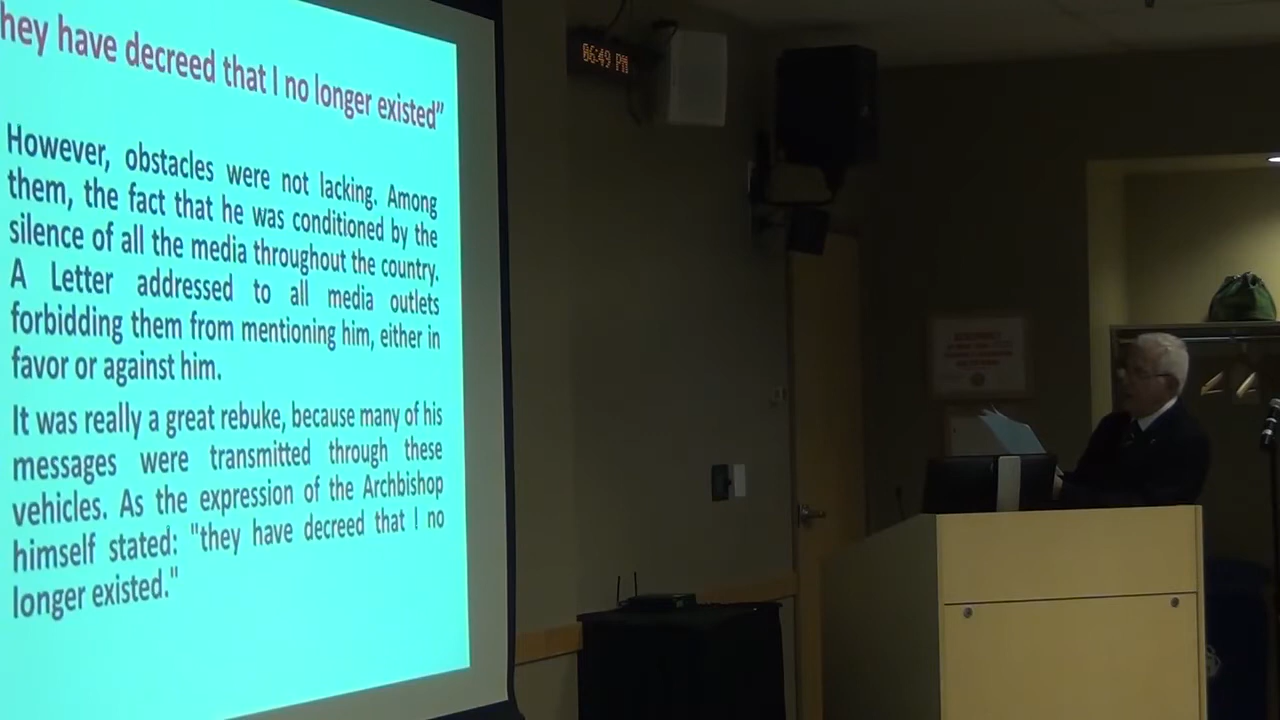 hey have decreed that I no longer existed”
However, obstacles were not lacking. Among
them, the fact that he was conditioned by the
silence of all the media throughout the country.
A Letter addressed to all media outlets
forbidding them from mentioning him, either in
favor or against him.
It was really a great rebuke, because many of his
messages were transmitted through these
vehicles. As the expression of the Archbishop
himself stated: "they have decreed that I no
longer existed."
06:49 PM